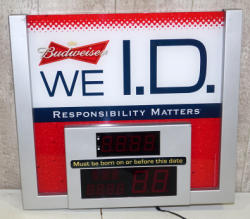 Budweiser
WE I.D.
RESPONSIBILITY MATTERS
Must be born on or before this date